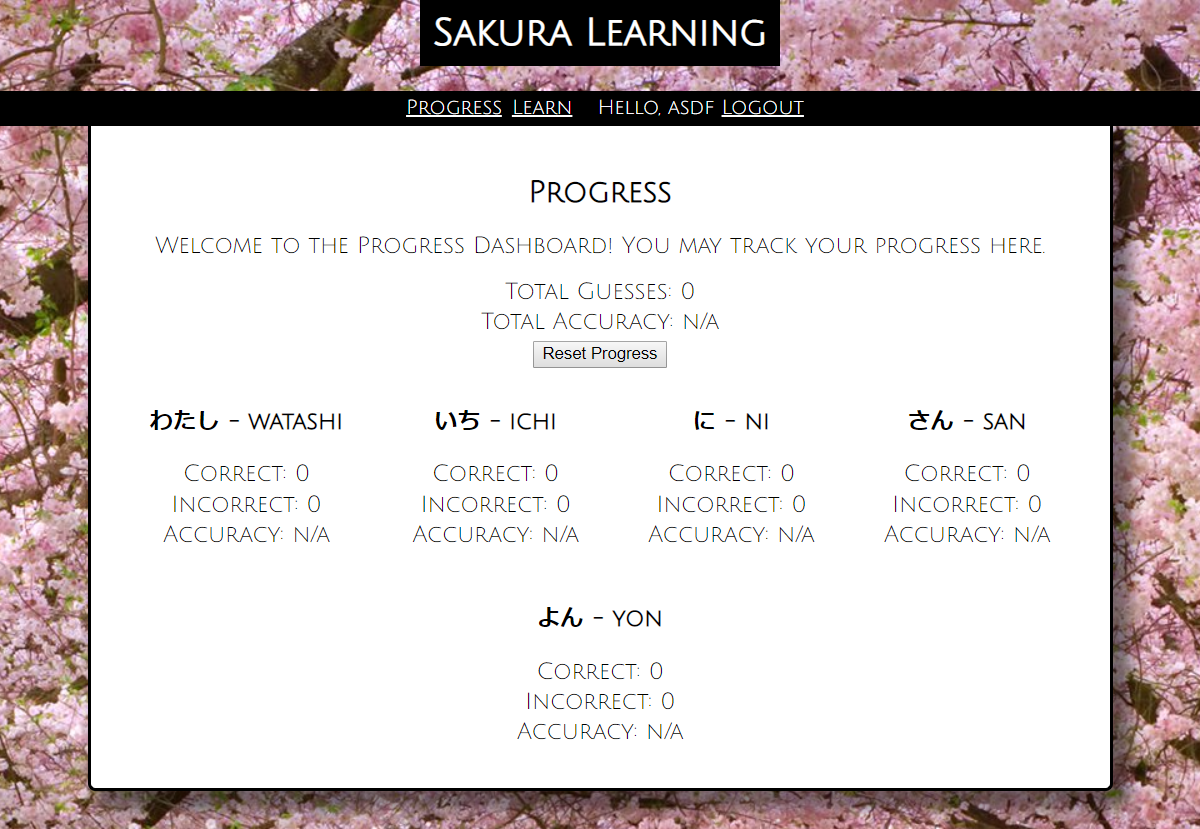 Sakura Learning
Progress Learn Hello, asdf Logout
Progress
Welcome to the Progress Dashboard! You may track your progress here.
Total Guesses: 0
Total Accuracy: n/a
Reset Progress
わたし - watashi
Correct: 0
Incorrect: 0
Accuracy: n/a
いち - ichi
Correct: 0
Incorrect: 0
Accuracy: n/a
に - ni
Correct: 0
Incorrect: 0
Accuracy: n/a
さん - san
Correct: 0
Incorrect: 0
Accuracy: n/a
よん - yon
Correct: 0
Incorrect: 0
Accuracy: n/a